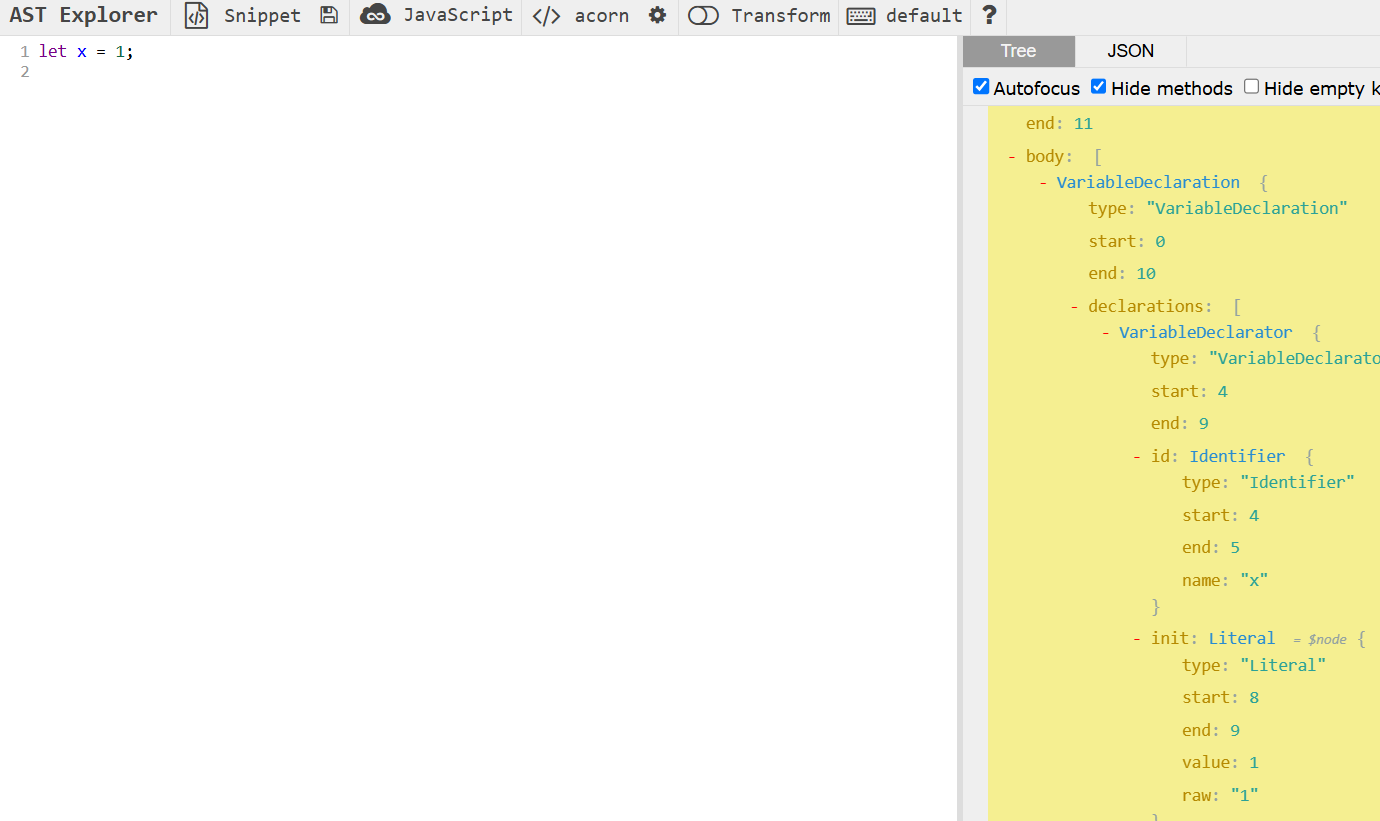 AST Explorer Snippet JavaScript </> acorn Transform default ?
1 let x = 1;
2
Tree JSON
Autofocus Hide methods Hide empty k
end: 11
- body: [
- VariableDeclaration {
type: "VariableDeclaration"
start: 0
end: 10
- declarations: [
- VariableDeclarator {
type: "VariableDeclarato
start: 4
end: 9
- id: Identifier {
type: "Identifier"
start: 4
end: 5
name: "x"
}
- init: Literal = $node {
type: "Literal"
start: 8
end: 9
value: 1
raw: "1"
}